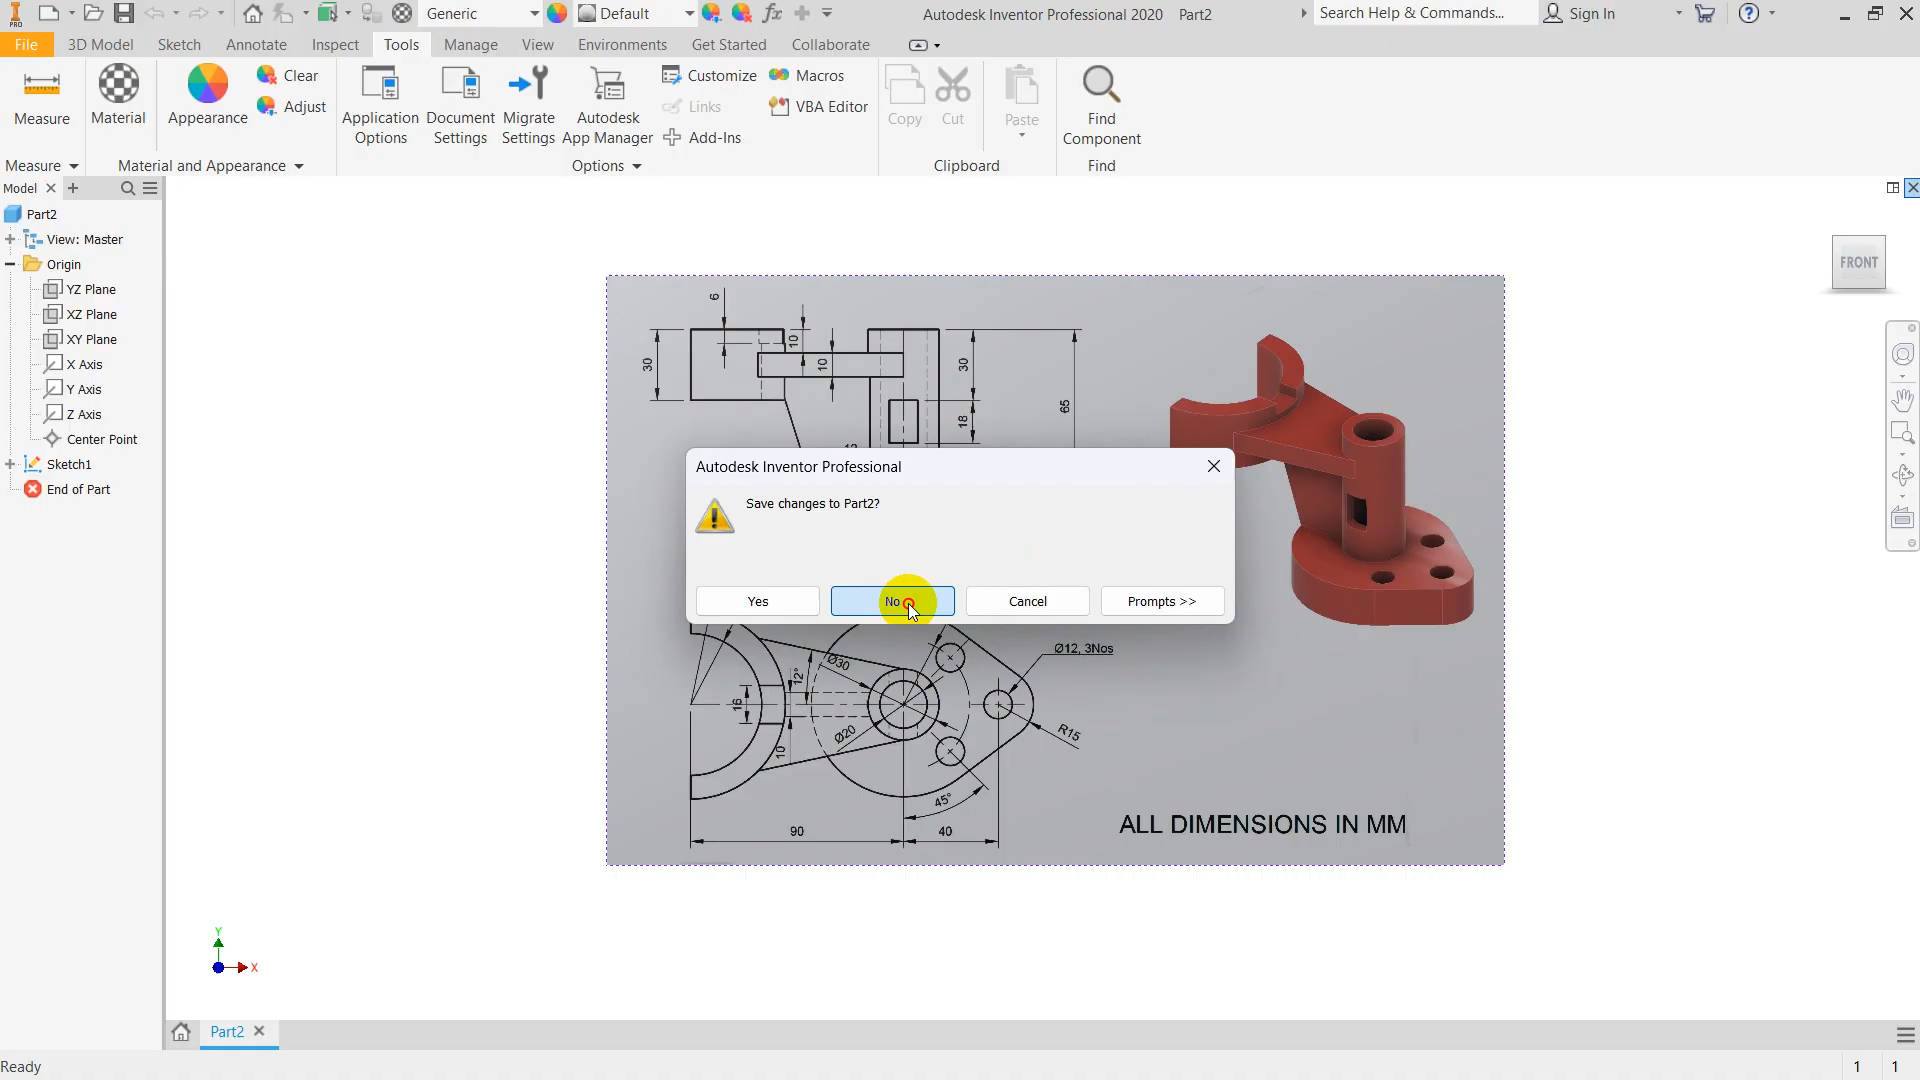 PRO
Generic
Default
Autodesk Inventor Professional 2020 Part2
Search Help & Commands...
Sign In
File 3D Model Sketch Annotate Inspect Tools Manage View Environments Get Started Collaborate
Measure
Material
Appearance
Clear
Adjust
Application
Options
Document
Settings
Migrate
Settings
Autodesk
App Manager
Customize
Links
Add-Ins
Macros
VBA Editor
Copy
Cut
Paste
Find
Component
Measure
Material and Appearance
Options
Clipboard
Find
Model
Part2
View: Master
Origin
YZ Plane
XZ Plane
XY Plane
X Axis
Y Axis
Z Axis
Center Point
Sketch1
End of Part
FRONT
6
30
10
10
30
65
18
Autodesk Inventor Professional
Save changes to Part2?
Yes
No
Cancel
Prompts >>
Ø12, 3Nos
Ø30
12°
16
Ø20
10
R15
45°
90
40
ALL DIMENSIONS IN MM
Y
X
Part2
Ready
1 1